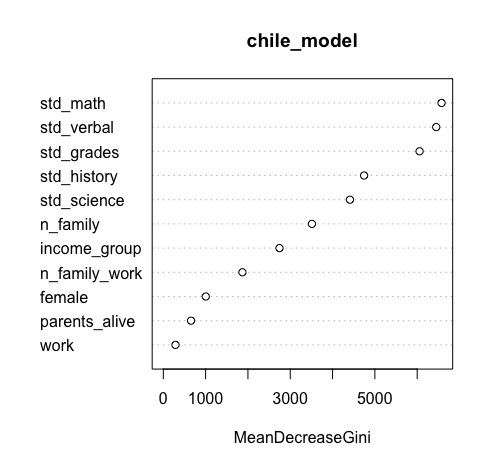 chile_model
std_math
std_verbal
std_grades
std_history
std_science
n_family
income_group
n_family_work
female
parents_alive
work
0 1000 3000 5000
MeanDecreaseGini